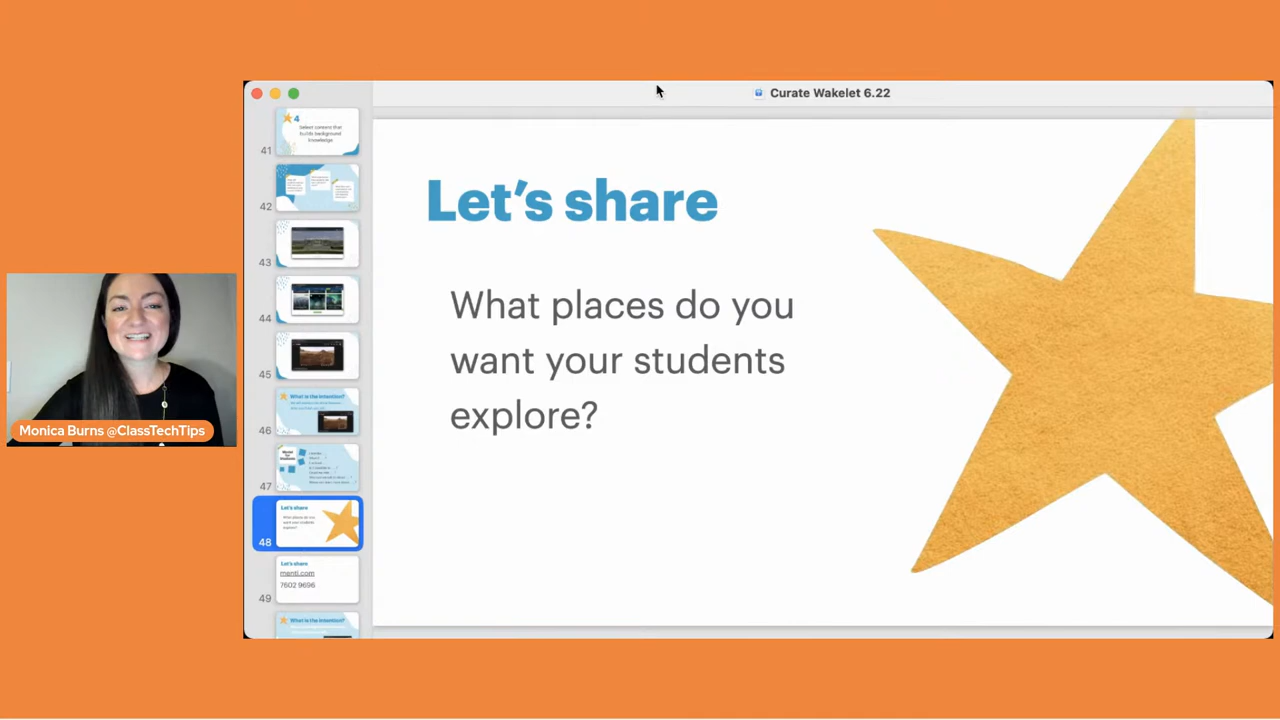 Curate Wakelet 6.22
4
Select content that
builds background
knowledge
41
42
43
44
45
What is the intention?
46
47
Let's share
What places do you
want your students
explore?
48
Let's share
menti.com
7602 9696
49
What is the intention?
Let's share
What places do you
want your students
explore?
Monica Burns @ClassTechTips